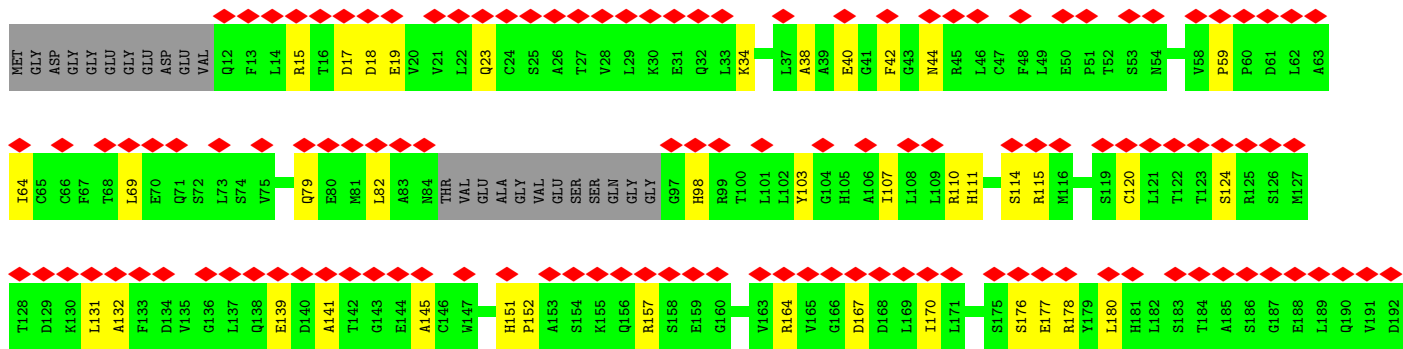 MET GLY ASP GLY GLY GLU GLY GLU ASP GLU VAL Q12 F13 L14 R15 T16 D17 D18 E19 V20 V21 L22 Q23 C24 S25 A26 T27 V28 L29 K30 E31 Q32 L33 K34 L37 A38 A39 E40 G41 F42 G43 N44 R45 L46 C47 F48 L49 E50 P51 T52 S53 N54 V58 P59 P60 D61 L62 A63
I64 C65 C66 F67 T68 L69 E70 Q71 S72 L73 S74 V75 Q79 E80 M81 L82 A83 N84 THR VAL GLU ALA GLY VAL GLU SER SER GLN GLY GLY G97 H98 R99 T100 L101 L102 Y103 G104 H105 A106 I107 L108 L109 R110 H111 S114 R115 M116 S119 C120 L121 T122 T123 S124 R125 S126 M127
T128 D129 K130 L131 A132 F133 D134 V135 G136 L137 Q138 E139 D140 A141 T142 G143 E144 A145 C146 W147 H151 P152 A153 S154 K155 Q156 R157 S158 E159 G160 V163 R164 V165 G166 D167 D168 L169 I170 L171 S175 S176 E177 R178 Y179 L180 H181 L182 S183 T184 A185 S186 G187 E188 L189 Q190 V191 D192